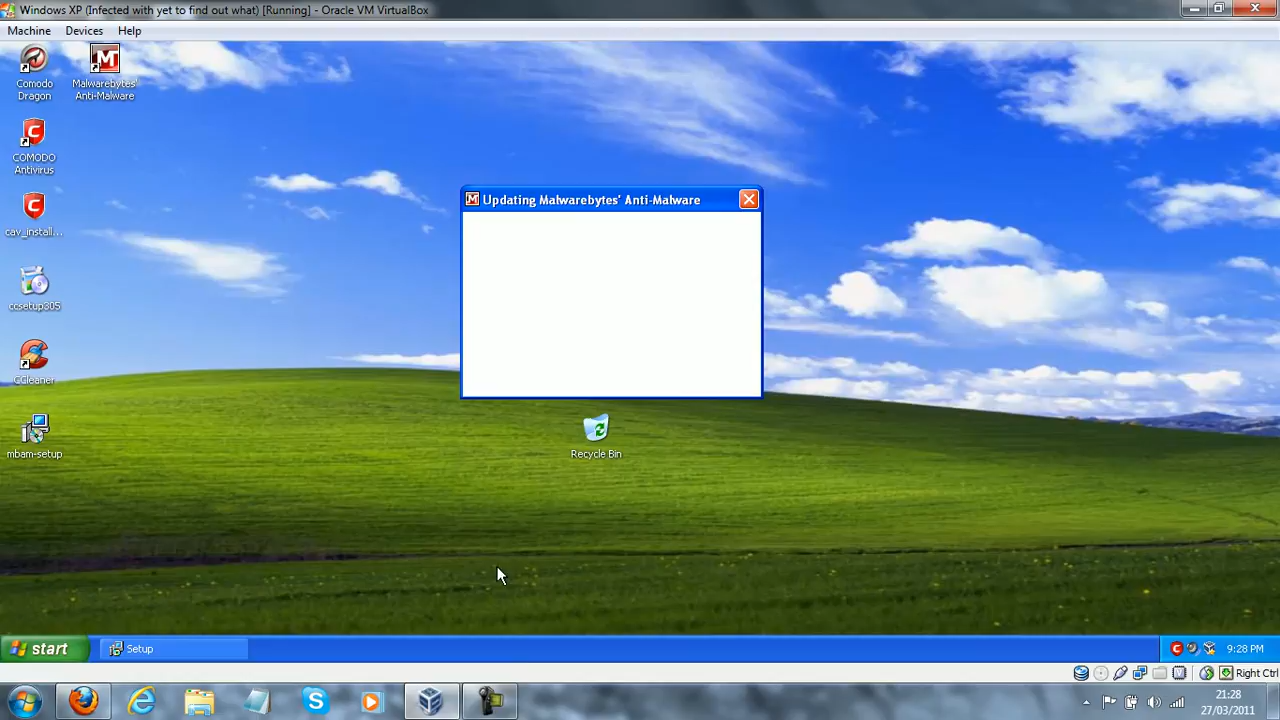 Windows XP (Infected with yet to find out what) [Running] - Oracle VM VirtualBox
Machine Devices Help
Comodo Dragon
Malwarebytes' Anti-Malware
COMODO Antivirus
cav_install...
ccsetup305
CCleaner
mbam-setup
Updating Malwarebytes' Anti-Malware
Recycle Bin
start
Setup
9:28 PM
Right Ctrl
21:28
27/03/2011